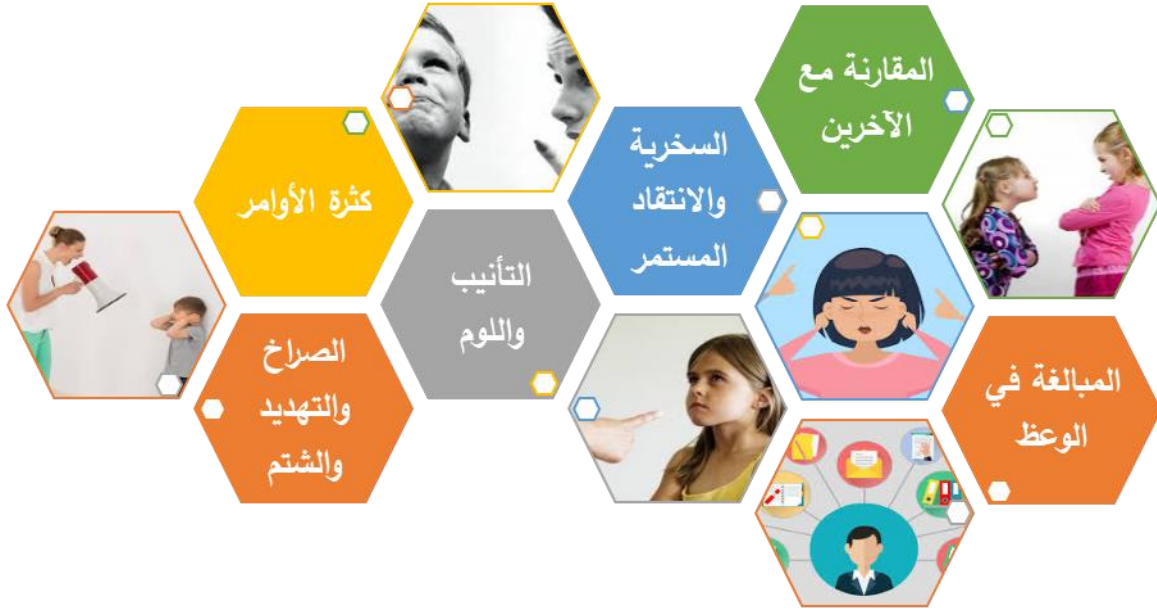 المقارنة مع
الآخرين
السخرية
والانتقاد
المستمر
كثرة الأوامر
التأنيب
واللوم
الصراخ
والتهديد
والشتم
المبالغة في
الوعظ